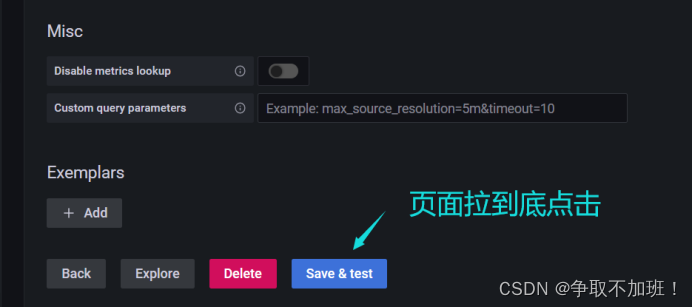 Misc
Disable metrics lookup
Custom query parameters Example: max_source_resolution=5m&timeout=10
Exemplars
页面拉到底点击
+ Add
Back Explore Delete Save & test
CSDN @争取不加班！